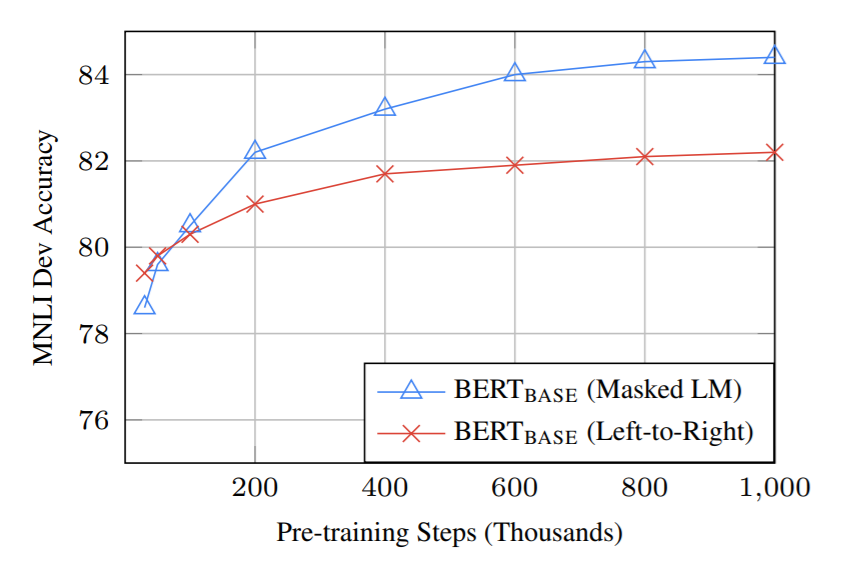 84
82
80
78
76
MNLI Dev Accuracy
BERTBASE (Masked LM)
BERTBASE (Left-to-Right)
200 400 600 800 1,000
Pre-training Steps (Thousands)